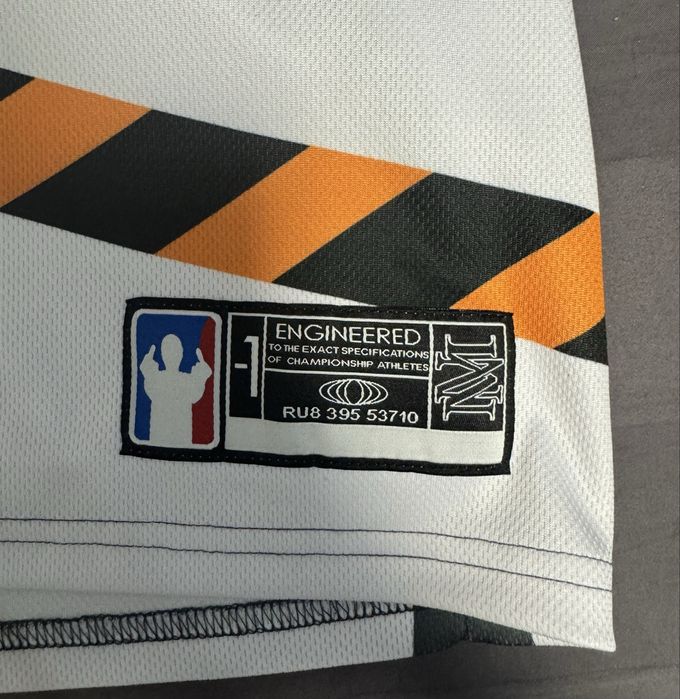 -1
ENGINEERED
TO THE EXACT SPECIFICATIONS
OF CHAMPIONSHIP ATHLETES
RU8 395 53710